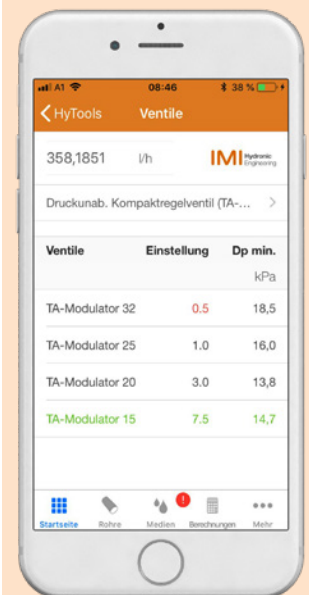 A1 08:46 38 %
HyTools Ventile
358,1851 l/h IMI Hydronic Engineering
Druckunab. Kompaktregelventil (TA-...
Ventile Einstellung Dp min.
kPa
TA-Modulator 32 0.5 18,5
TA-Modulator 25 1.0 16,0
TA-Modulator 20 3.0 13,8
TA-Modulator 15 7.5 14,7
!
Startseite Rohre Medien Berechnungen Mehr